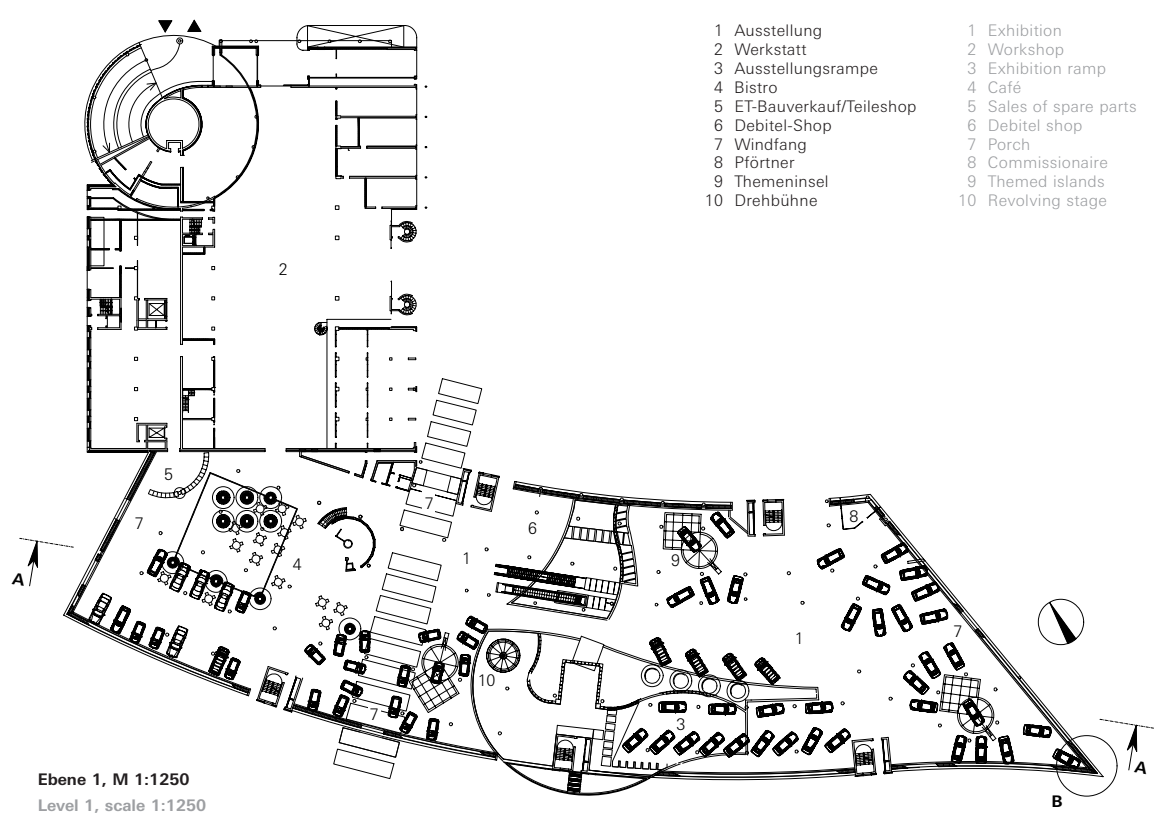 1 Ausstellung
2 Werkstatt
3 Ausstellungsrampe
4 Bistro
5 ET-Bauverkauf/Teileshop
6 Debitel-Shop
7 Windfang
8 Pförtner
9 Themeninsel
10 Drehbühne
1 Exhibition
2 Workshop
3 Exhibition ramp
4 Café
5 Sales of spare parts
6 Debitel shop
7 Porch
8 Commissionaire
9 Themed islands
10 Revolving stage
2
5
7
7
6
8
4
1
9
A
1
7
10
7
3
A
B
Ebene 1, M 1:1250
Level 1, scale 1:1250